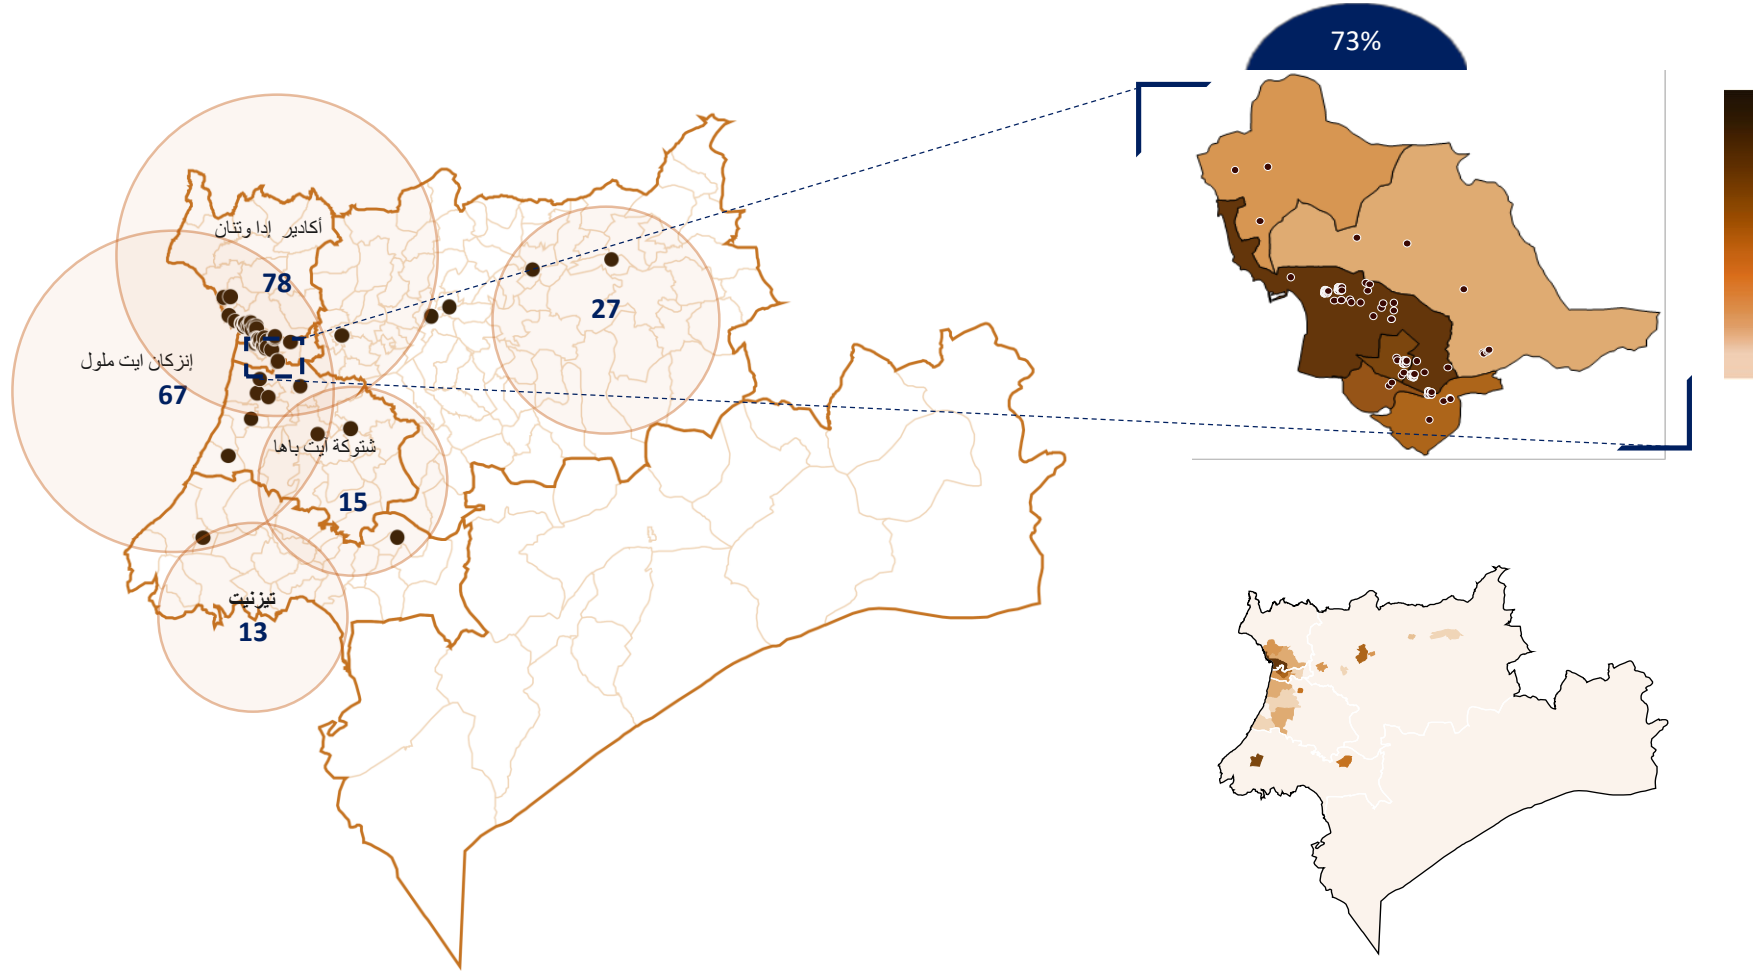 73%
أكادير إدا وتنان
78
27
إنزكان ايت ملول
67
شتوكة ايت باها
15
تيزنيت
13